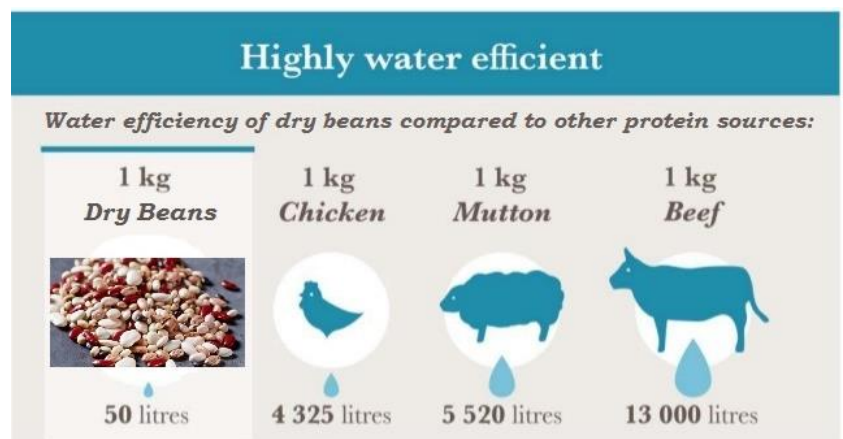 Highly water efficient
Water efficiency of dry beans compared to other protein sources:
1 kg
Dry Beans
50 litres
1 kg
Chicken
4 325 litres
1 kg
Mutton
5 520 litres
1 kg
Beef
13 000 litres